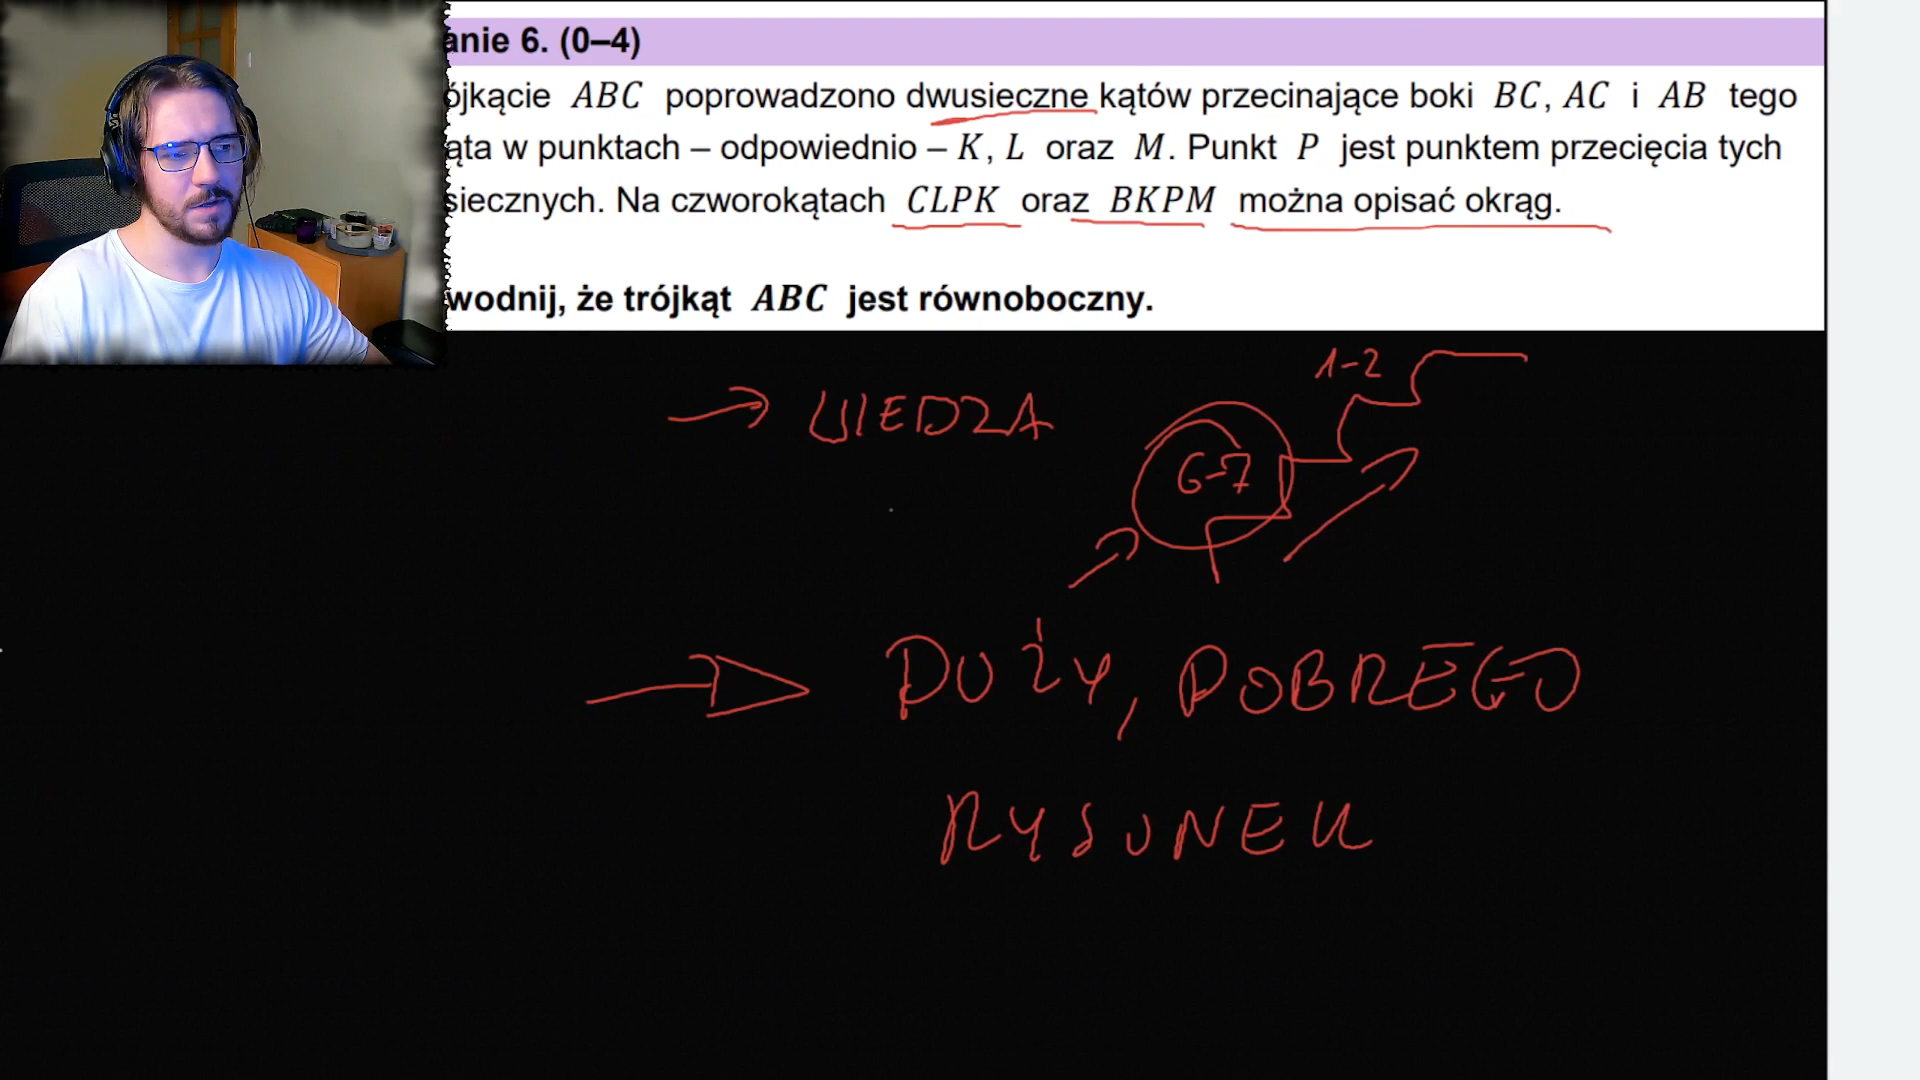 anie 6. (0–4)
ójkącie ABC poprowadzono dwusieczne kątów przecinające boki BC, AC i AB tego
ąta w punktach – odpowiednio – K, L oraz M. Punkt P jest punktem przecięcia tych
siecznych. Na czworokątach CLPK oraz BKPM można opisać okrąg.
wodnij, że trójkąt ABC jest równoboczny.
1-2
→ WIEDZA
6-7
DUŻY, DOBREGO
RYSUNEK